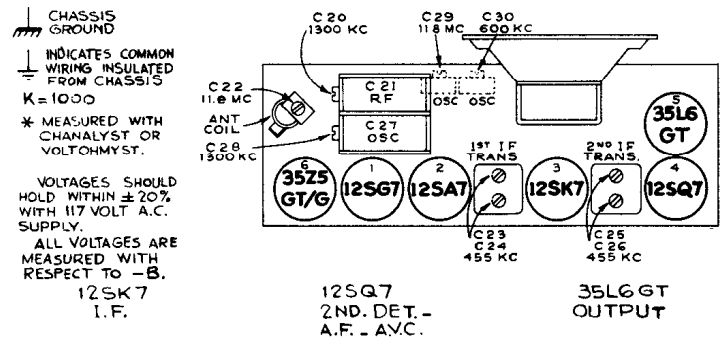 CHASSIS
GROUND
INDICATES COMMON
WIRING INSULATED
FROM CHASSIS
K = 1000
* MEASURED WITH
CHANALYST OR
VOLTOHMYST.
VOLTAGES SHOULD
HOLD WITHIN ±20%
WITH 117 VOLT A.C.
SUPPLY.
ALL VOLTAGES ARE
MEASURED WITH
RESPECT TO -B.
12SK7
I.F.
C20
1300 KC
C29
11.8 MC
C30
600 KC
C22
11.8 MC
ANT
COIL
C28
1300 KC
C21
RF
C27
OSC
OSC
OSC
5
35L6
GT
6
35Z5
GT/G
1
12SG7
2
12SA7
1ST IF
TRANS
3
12SK7
2ND IF
TRANS.
4
12SQ7
C23
C24
455 KC
C25
C26
455 KC
12SQ7
2ND. DET. -
A.F. - A.V.C.
35L6GT
OUTPUT